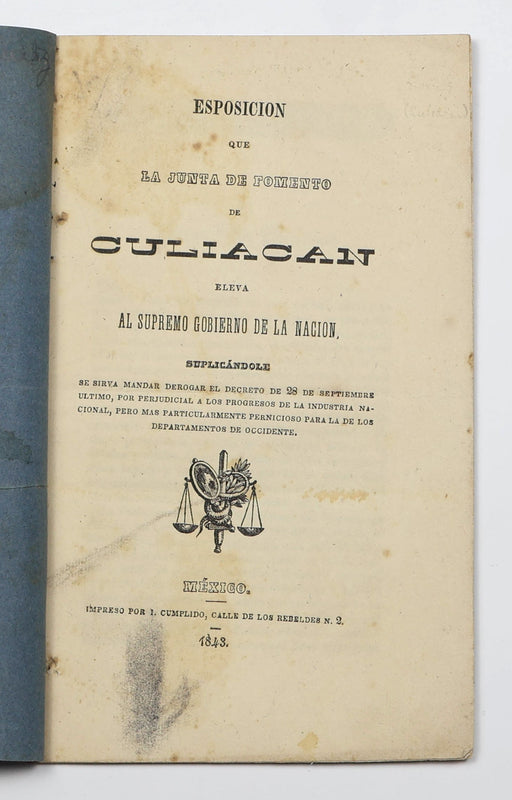 ESPOSICION
QUE
LA JUNTA DE FOMENTO
DE
CULIACAN
ELEVA
AL SUPREMO GOBIERNO DE LA NACION,
SUPLICÁNDOLE
SE SIRVA MANDAR DEROGAR EL DECRETO DE 28 DE SEPTIEMBRE
ULTIMO, POR PERJUDICIAL A LOS PROGRESOS DE LA INDUSTRIA NA-
CIONAL, PERO MAS PARTICULARMENTE PERNICIOSO PARA LA DE LOS
DEPARTAMENTOS DE OCCIDENTE.
MÉXICO.
IMPRESO POR I. CUMPLIDO, CALLE DE LOS REBELDES N. 2.
1843.